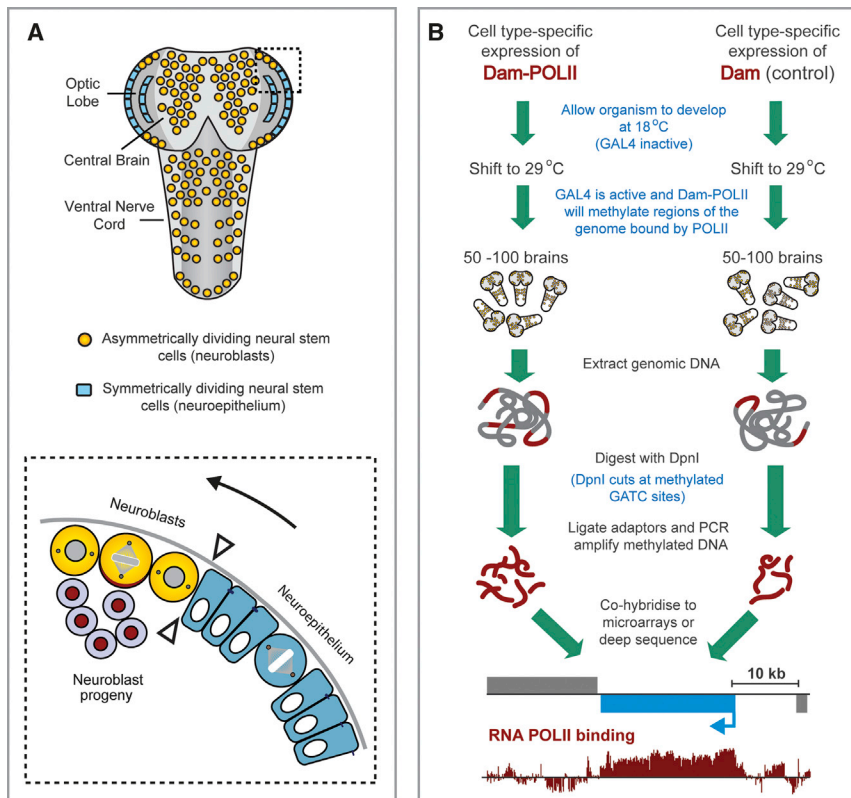 A
Optic
Lobe
Central Brain
Ventral Nerve
Cord
Asymmetrically dividing neural stem
cells (neuroblasts)
Symmetrically dividing neural stem
cells (neuroepithelium)
Neuroblasts
Neuroepithelium
Neuroblast
progeny
B
Cell type-specific
expression of
Dam-POLII
Cell type-specific
expression of
Dam (control)
Allow organism to develop
at 18°C
(GAL4 inactive)
Shift to 29°C
Shift to 29°C
GAL4 is active and Dam-POLII
will methylate regions of the
genome bound by POLII
50 -100 brains
50-100 brains
Extract genomic DNA
Digest with DpnI
(DpnI cuts at methylated
GATC sites)
Ligate adaptors and PCR
amplify methylated DNA
Co-hybridise to
microarrays or
deep sequence
10 kb
RNA POLII binding